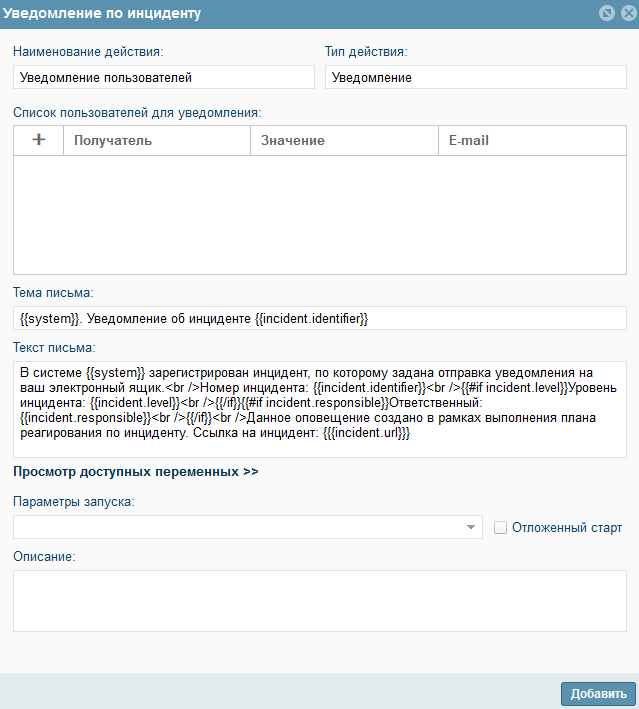 Уведомление по инциденту
Наименование действия: Тип действия:
Уведомление пользователей Уведомление
Список пользователей для уведомления:
+ Получатель Значение E-mail
Тема письма:
{{system}}. Уведомление об инциденте {{incident.identifier}}
Текст письма:
В системе {{system}} зарегистрирован инцидент, по которому задана отправка уведомления на
ваш электронный ящик.<br />Номер инцидента: {{incident.identifier}}<br />{{#if incident.level}}Уровень
инцидента: {{incident.level}}<br />{{/if}}{{#if incident.responsible}}Ответственный:
{{incident.responsible}}<br />{{/if}}<br />Данное оповещение создано в рамках выполнения плана
реагирования по инциденту. Ссылка на инцидент: {{{incident.url}}}
Просмотр доступных переменных >>
Параметры запуска:
Отложенный старт
Описание:
Добавить